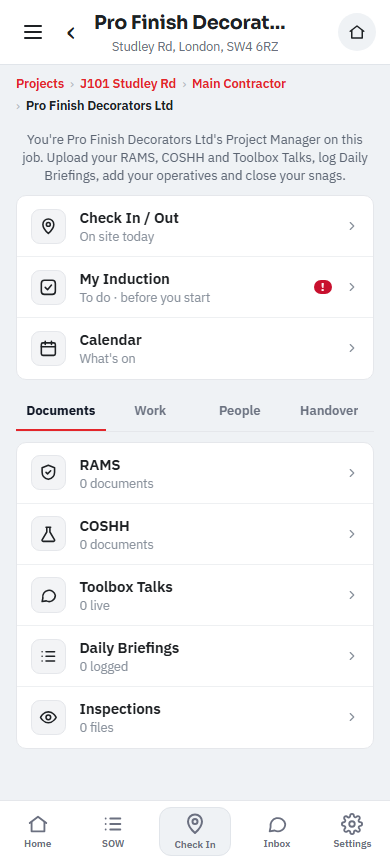 Pro Finish Decorat...
Studley Rd, London, SW4 6RZ
Projects › J101 Studley Rd › Main Contractor
› Pro Finish Decorators Ltd
You're Pro Finish Decorators Ltd's Project Manager on this
job. Upload your RAMS, COSHH and Toolbox Talks, log Daily
Briefings, add your operatives and close your snags.
Check In / Out
On site today
My Induction
To do · before you start
!
Calendar
What's on
Documents Work People Handover
RAMS
0 documents
COSHH
0 documents
Toolbox Talks
0 live
Daily Briefings
0 logged
Inspections
0 files
Home SOW Check In Inbox Settings